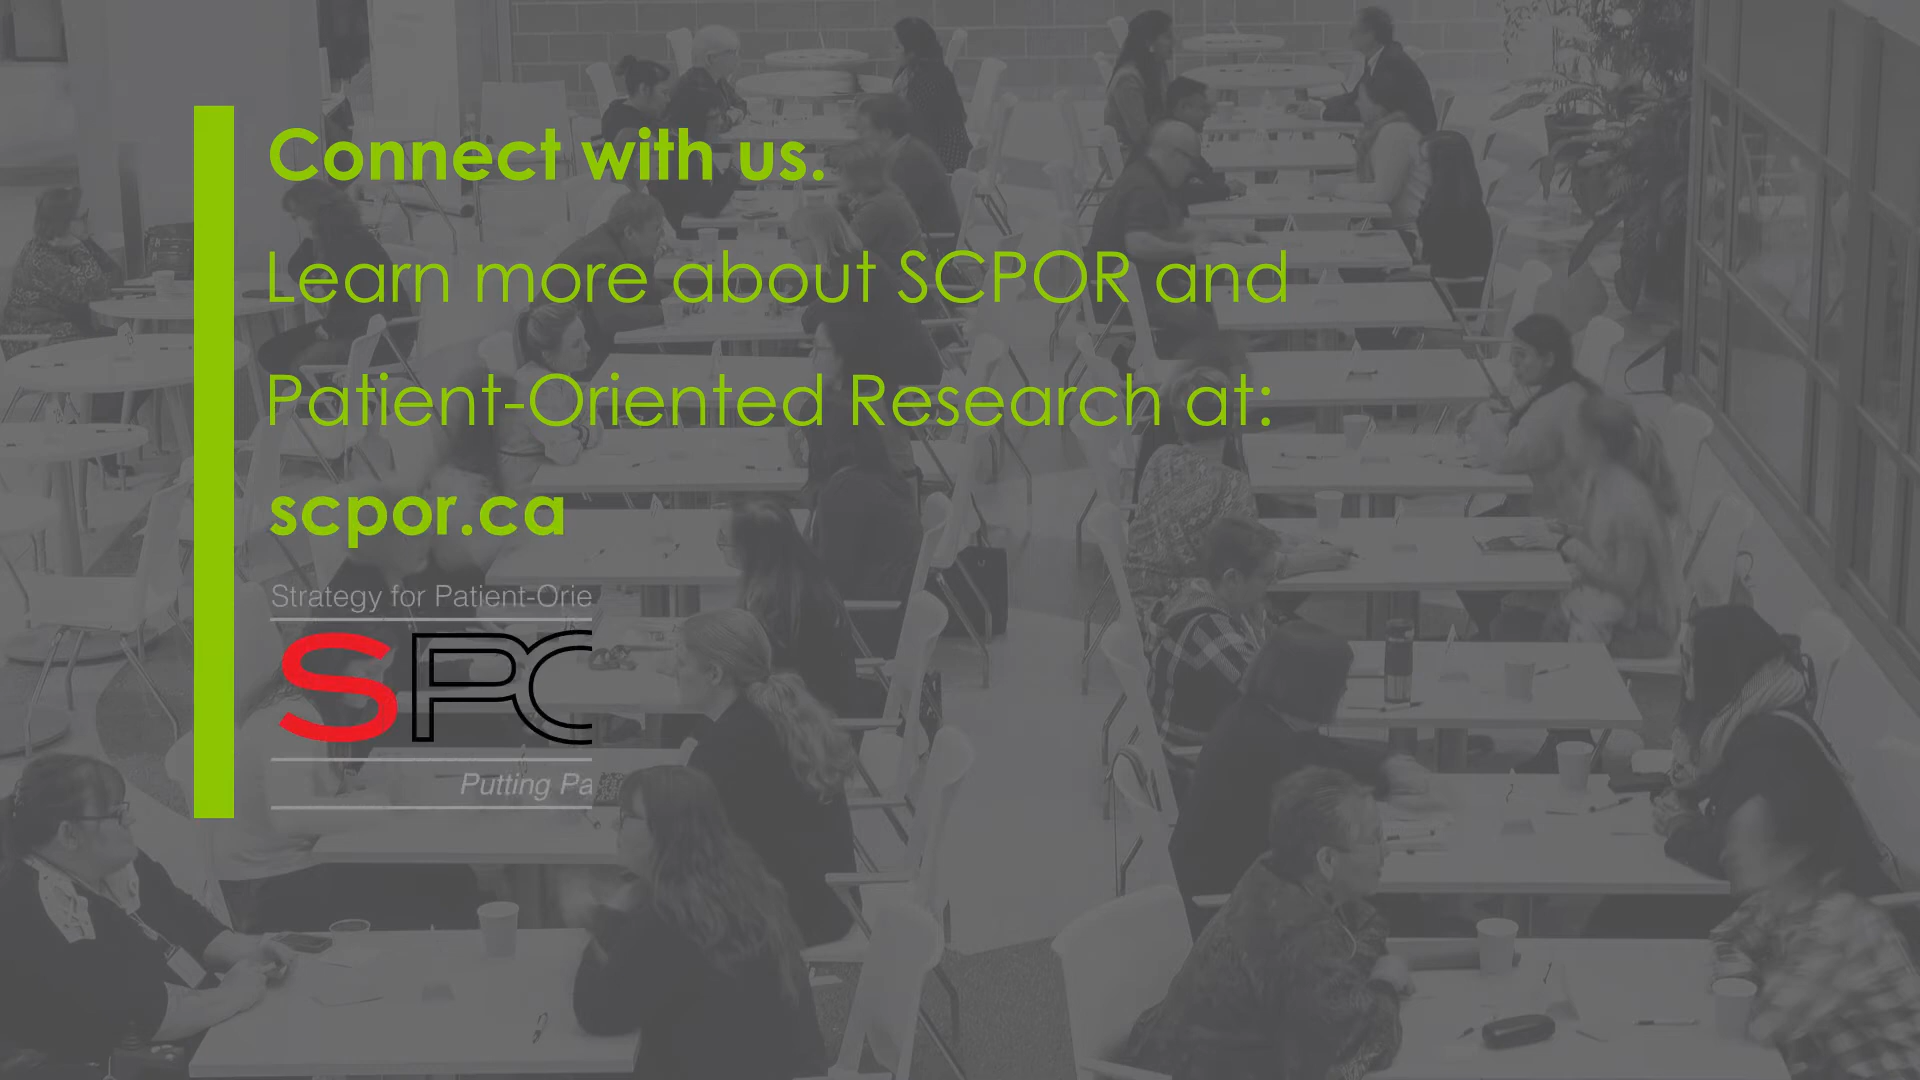 Connect with us.
Learn more about SCPOR and
Patient-Oriented Research at:
scpor.ca
Strategy for Patient-Orie
SPC
Putting Pa